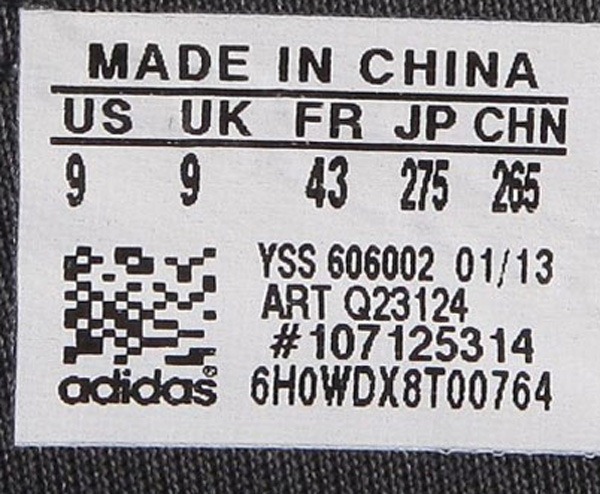 MADE IN CHINA
US UK FR JP CHN
9 9 43 275 265
YSS 606002 01/13
ART Q23124
#107125314
adidas® 6H0WDX8T00764